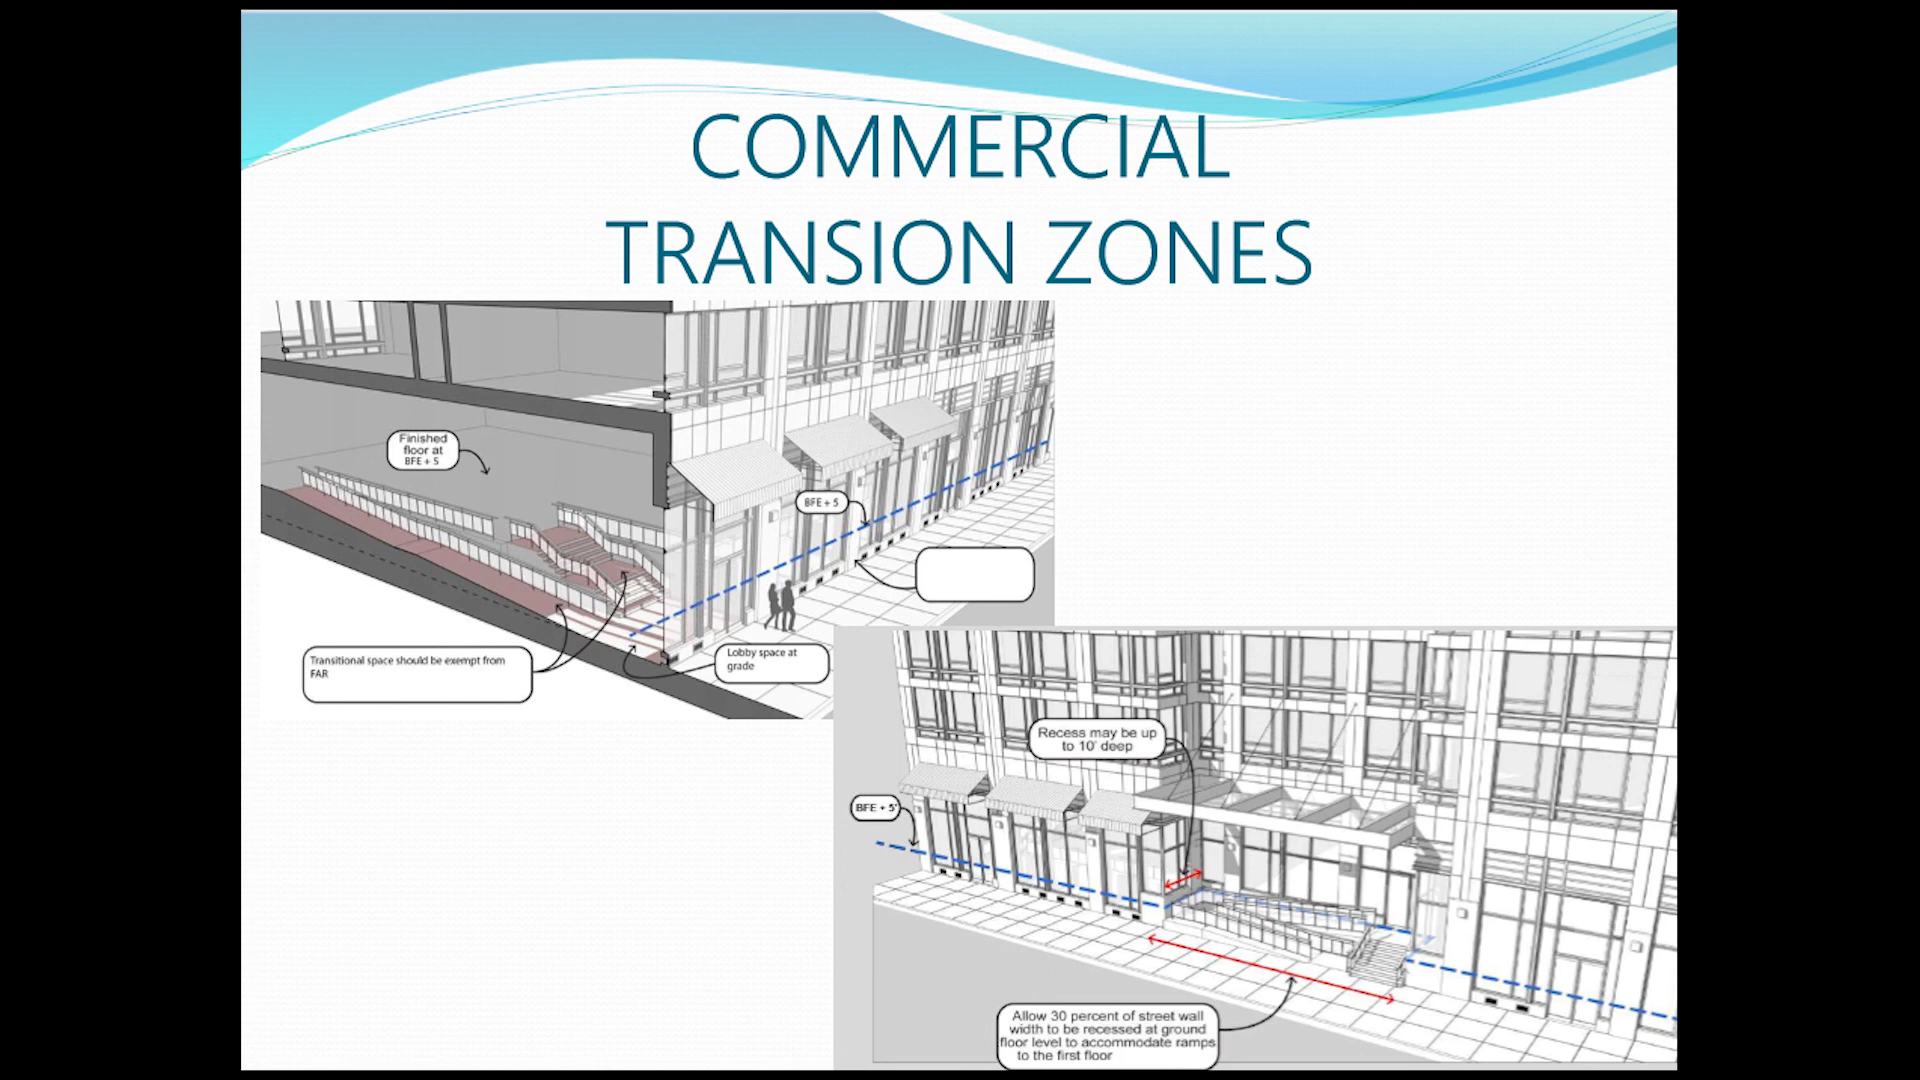 COMMERCIAL
TRANSION ZONES
Finished
floor at
BFE + 5
BFE + 5
Transitional space should be exempt from
FAR
Lobby space at
grade
Recess may be up
to 10' deep
BFE + 5'
Allow 30 percent of street wall
width to be recessed at ground
floor level to accommodate ramps
to the first floor